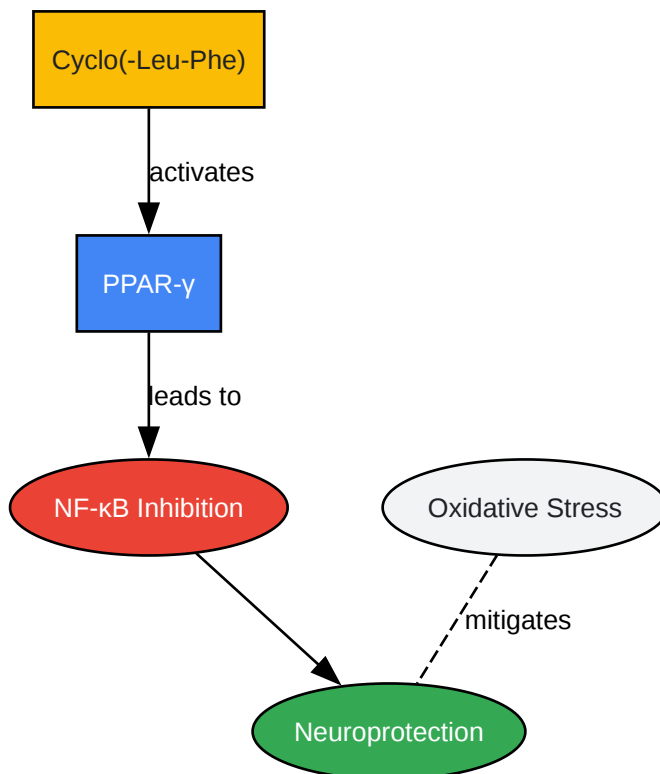 Cyclo(-Leu-Phe)
activates
PPAR-γ
leads to
NF-κB Inhibition
Oxidative Stress
mitigates
Neuroprotection